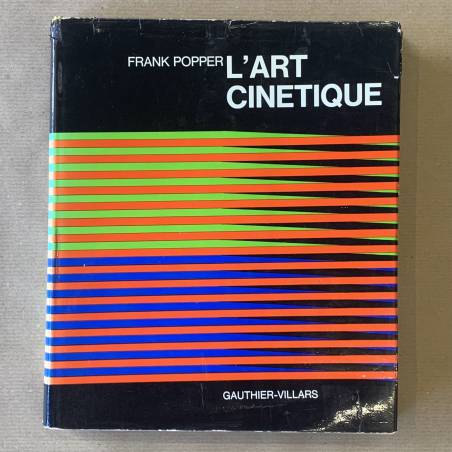 FRANK POPPER L'ART
CINETIQUE
GAUTHIER-VILLARS